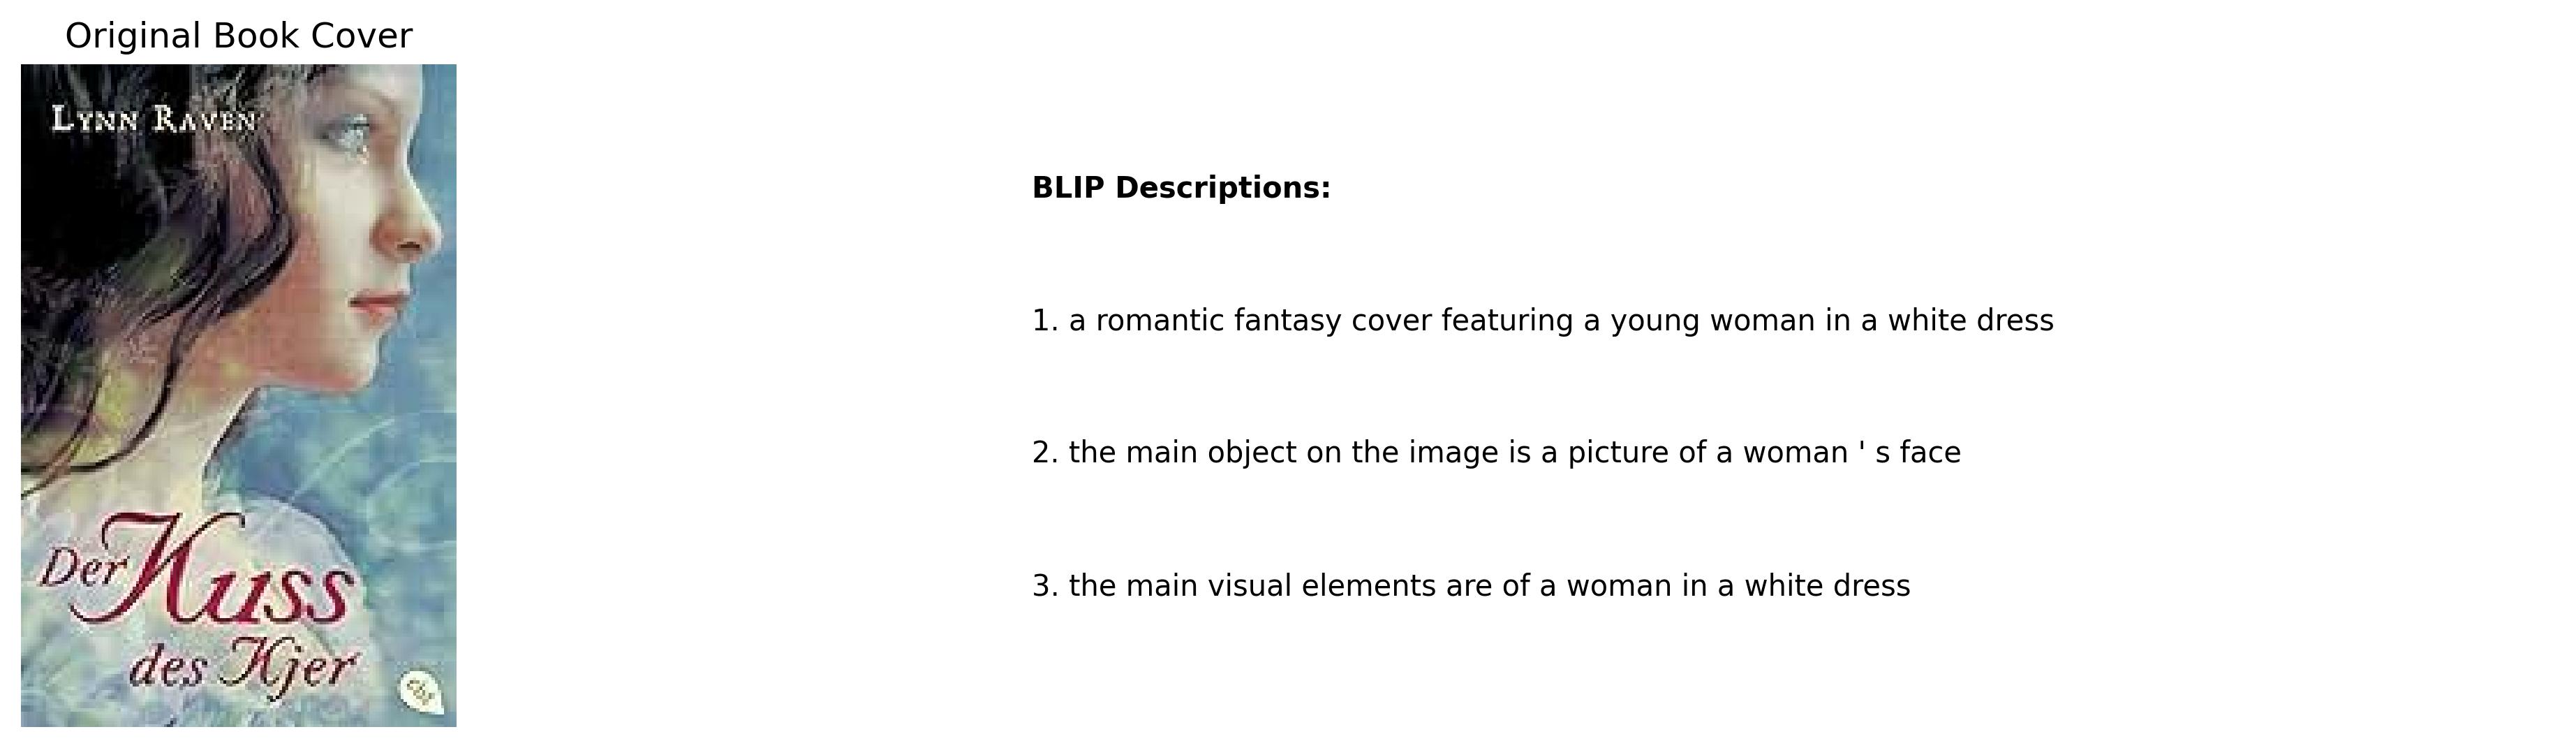 Original Book Cover
LYNN RAVEN
Der Kuss
des Kjer
BLIP Descriptions:
1. a romantic fantasy cover featuring a young woman in a white dress
2. the main object on the image is a picture of a woman ' s face
3. the main visual elements are of a woman in a white dress